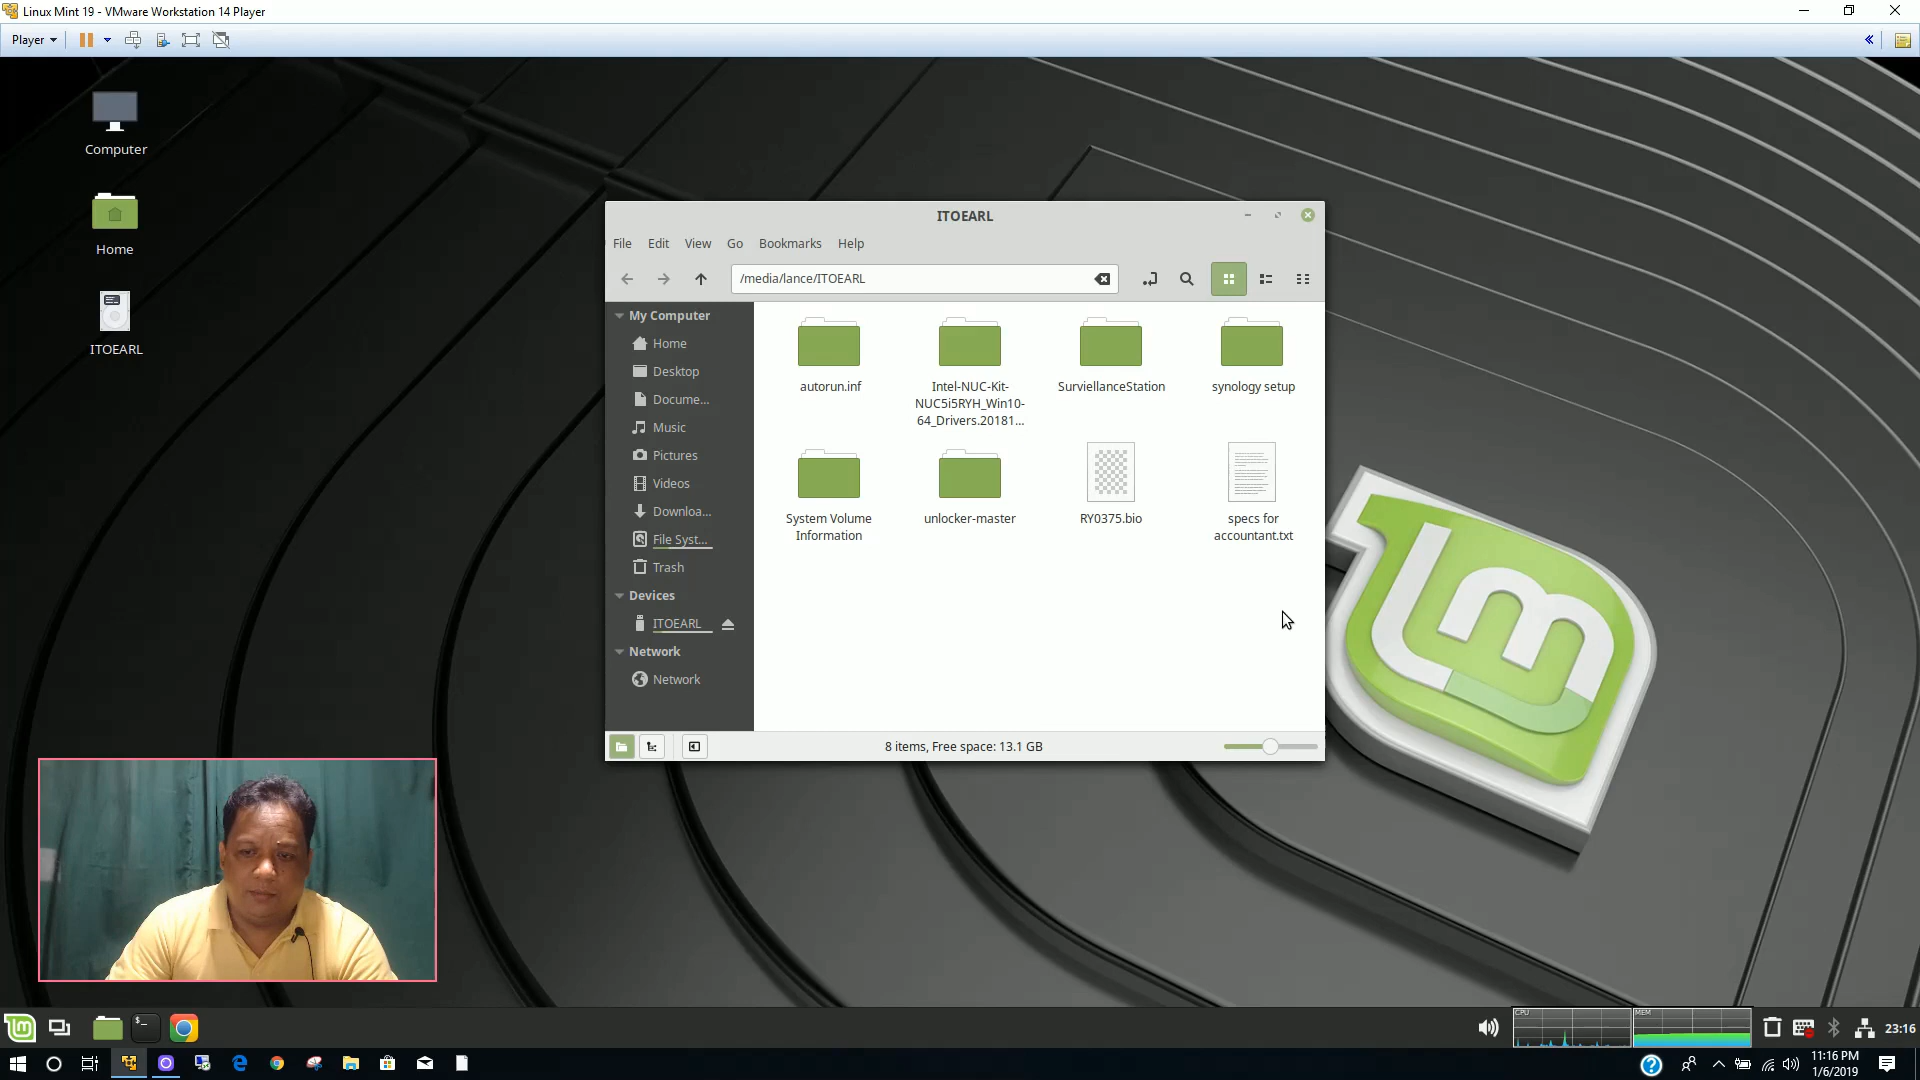 Linux Mint 19 - VMware Workstation 14 Player
Player
Computer
Home
ITOEARL
ITOEARL
File Edit View Go Bookmarks Help
/media/lance/ITOEARL
My Computer
Home
Desktop
Docume...
Music
Pictures
Videos
Downloa...
File Syst...
Trash
Devices
ITOEARL
Network
Network
autorun.inf
Intel-NUC-Kit-
NUC5i5RYH_Win10-
64_Drivers.20181...
SurviellanceStation
synology setup
System Volume
Information
unlocker-master
RY0375.bio
specs for
accountant.txt
8 items, Free space: 13.1 GB
CPU
MEM
23:16
11:16 PM
1/6/2019